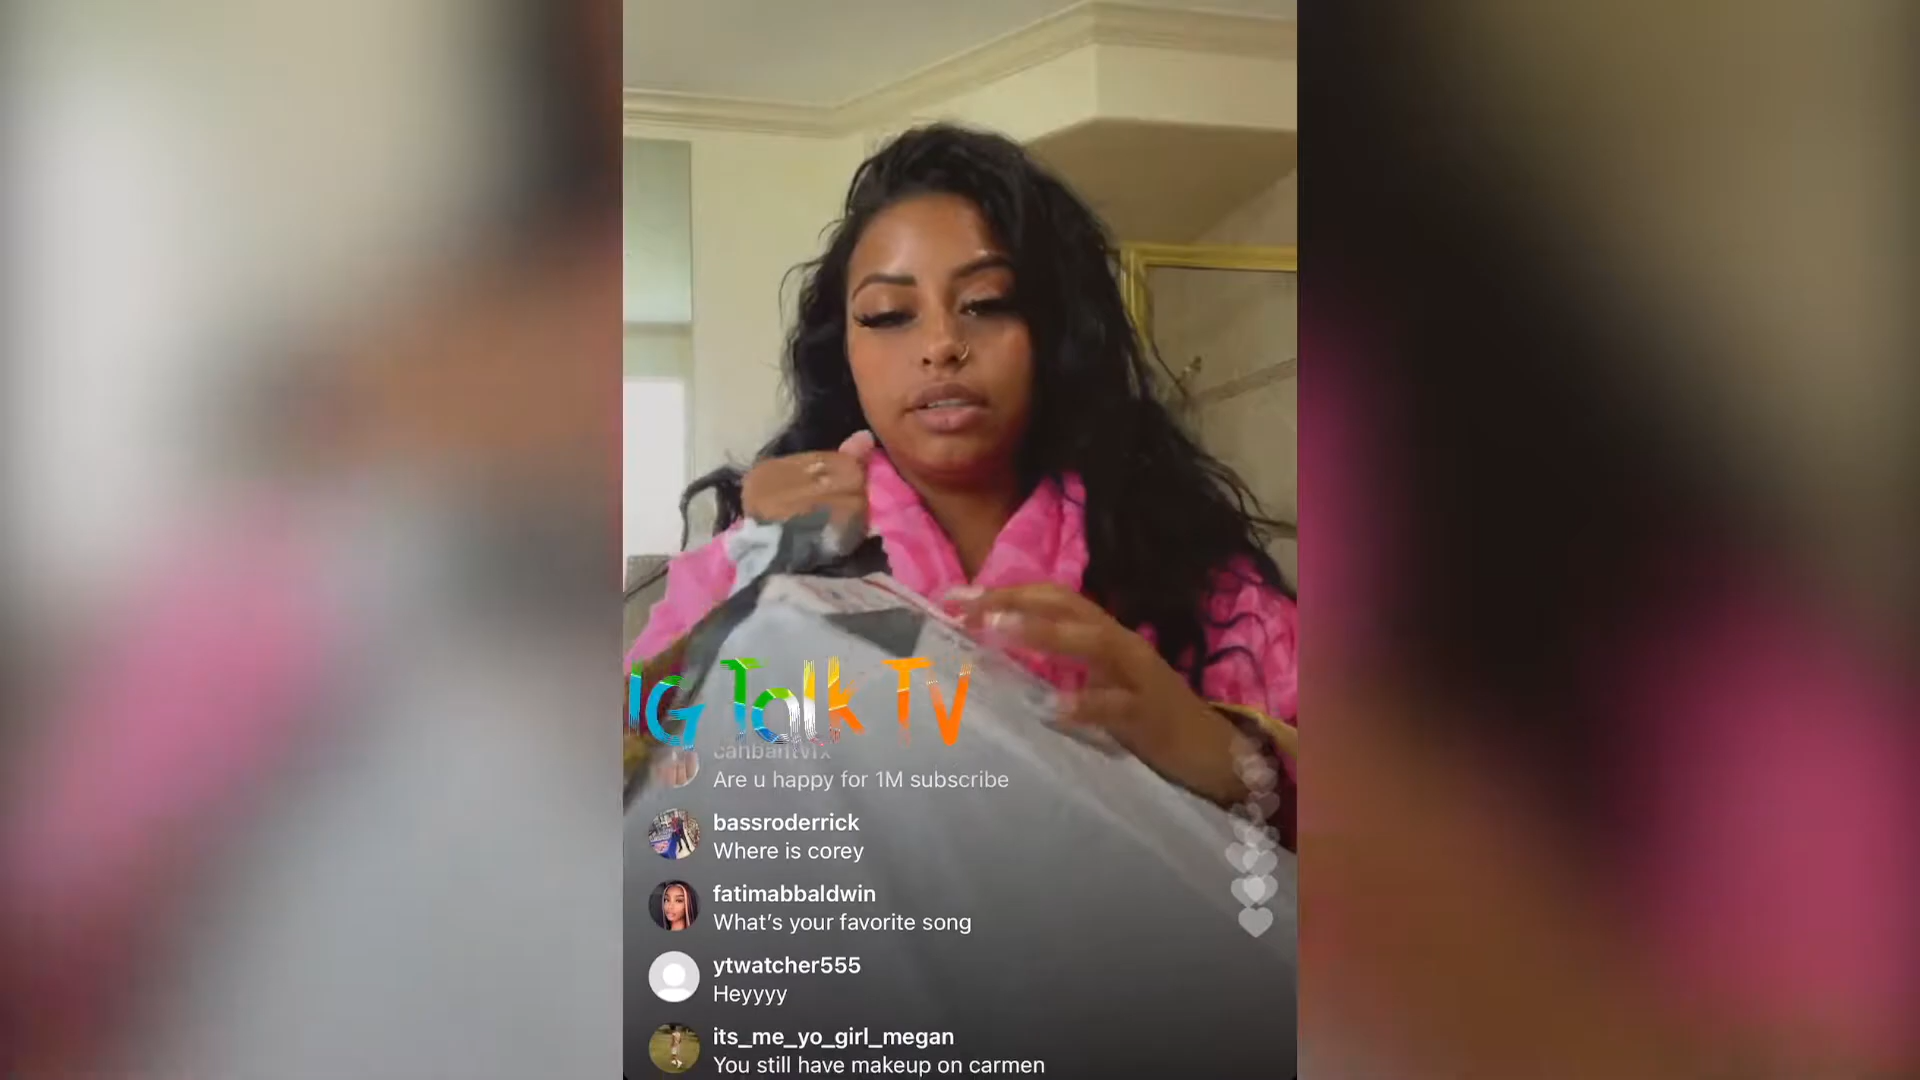 IG Talk TV
Are u happy for 1M subscribe
bassroderrick
Where is corey
fatimabbaldwin
What's your favorite song
ytwatcher555
Heyyyy
its_me_yo_girl_megan
You still have makeup on carmen